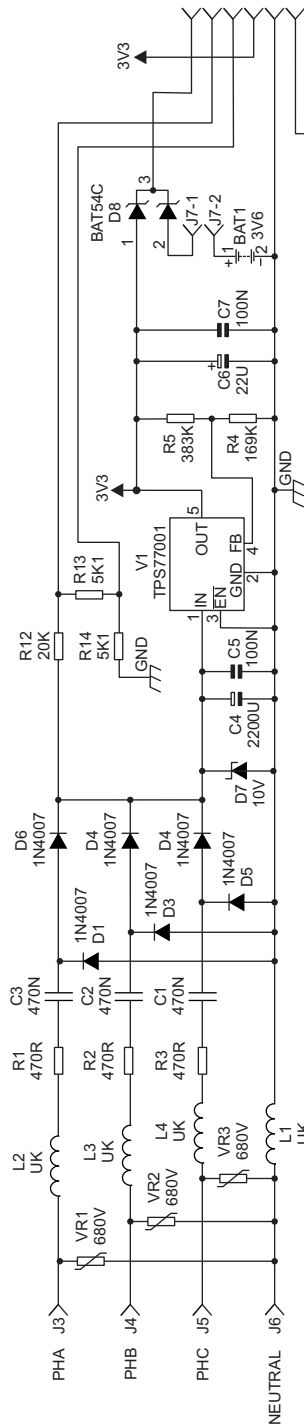 PHA
J3
PHB
J4
PHC
J5
NEUTRAL
J6
VR1
680V
VR2
680V
VR3
680V
L2
UK
L3
UK
L4
UK
L1
UK
R1
470R
R2
470R
R3
470R
C3
470N
C2
470N
C1
470N
1N4007
D1
1N4007
D3
1N4007
D5
D6
1N4007
D4
1N4007
D4
1N4007
D7
10V
C4
2200U
C5
100N
R12
20K
R13
5K1
R14
5K1
GND
V1
TPS77001
1
IN
3
EN
OUT
5
FB
4
GND
2
3V3
GND
R5
383K
R4
169K
C6
22U
+
C7
100N
BAT54C
D8
1
2
3
J7-1
J7-2
BAT1
3V6
+
1
-
2
3V3